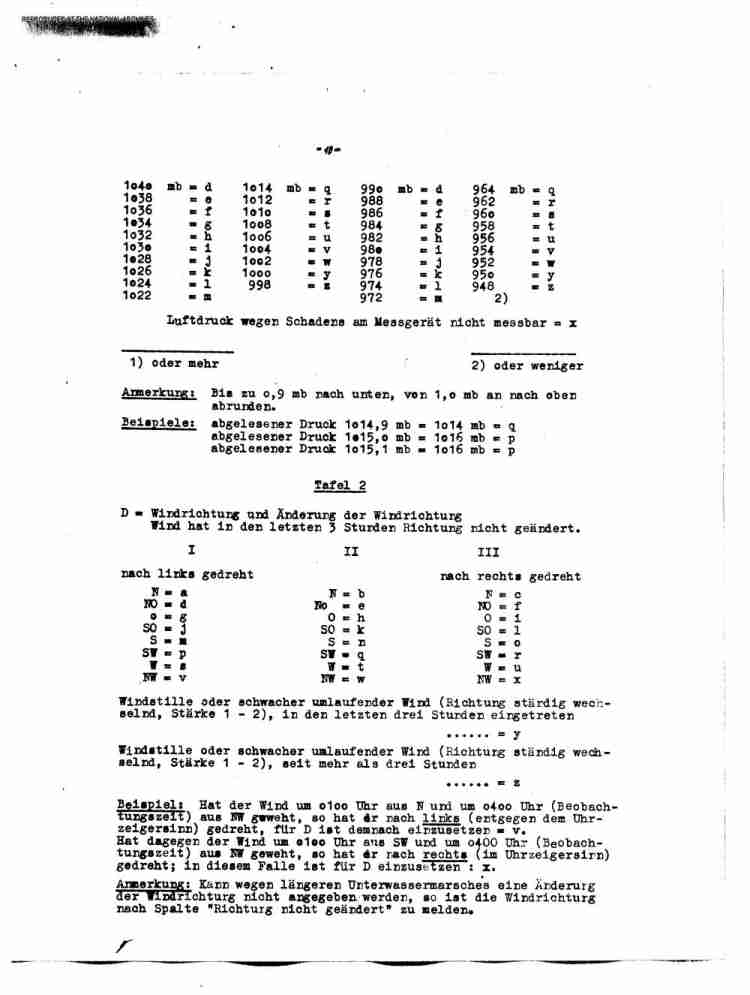 REPRODUCED AT THE NATIONAL ARCHIVES
1o4o mb = d 1o14 mb = q 99o mb = d 964 mb = q
1o38 = e 1o12 = r 988 = e 962 = r
1o36 = f 1o1o = s 986 = f 96o = s
1o34 = g 1oo8 = t 984 = g 958 = t
1o32 = h 1oo6 = u 982 = h 956 = u
1o3o = i 1oo4 = v 98o = i 954 = v
1o28 = j 1oo2 = w 978 = j 952 = w
1o26 = k 1ooo = y 976 = k 95o = y
1o24 = l 998 = z 974 = l 948 = z
1o22 = m 972 = m 2)
Luftdruck wegen Schadens am Messgerät nicht messbar = x
1) oder mehr 2) oder weniger
Anmerkung: Bis zu o,9 mb nach unten, von 1,o mb an nach oben
abrunden.
Beispiele: abgelesener Druck 1o14,9 mb = 1o14 mb = q
abgelesener Druck 1o15,o mb = 1o16 mb = p
abgelesener Druck 1o15,1 mb = 1o16 mb = p
Tafel 2
D = Windrichtung und Änderung der Windrichtung
Wind hat in den letzten 3 Stunden Richtung nicht geändert.
I II III
nach links gedreht nach rechts gedreht
N = a N = b N = c
NO = d No = e NO = f
o = g O = h O = i
SO = j SO = k SO = l
S = m S = n S = o
SW = p SW = q SW = r
W = s W = t W = u
NW = v NW = w NW = x
Windstille oder schwacher umlaufender Wind (Richtung ständig wech-
selnd, Stärke 1 - 2), in den letzten drei Stunden eingetreten
...... = y
Windstille oder schwacher umlaufender Wind (Richtung ständig wech-
selnd, Stärke 1 - 2), seit mehr als drei Stunden
...... = z
Beispiel: Hat der Wind um o1oo Uhr aus N und um o4oo Uhr (Beobach-
tungszeit) aus NW geweht, so hat er nach links (entgegen dem Uhr-
zeigersinn) gedreht, für D ist demnach einzusetzen = v.
Hat dagegen der Wind um o1oo Uhr aus SW und um o400 Uhr (Beobach-
tungszeit) aus NW geweht, so hat er nach rechts (im Uhrzeigersinn)
gedreht; in diesem Falle ist für D einzusetzen : x.
Anmerkung: Kann wegen längeren Unterwassermarsches eine Änderung
der Windrichtung nicht angegeben werden, so ist die Windrichtung
nach Spalte "Richtung nicht geändert" zu melden.